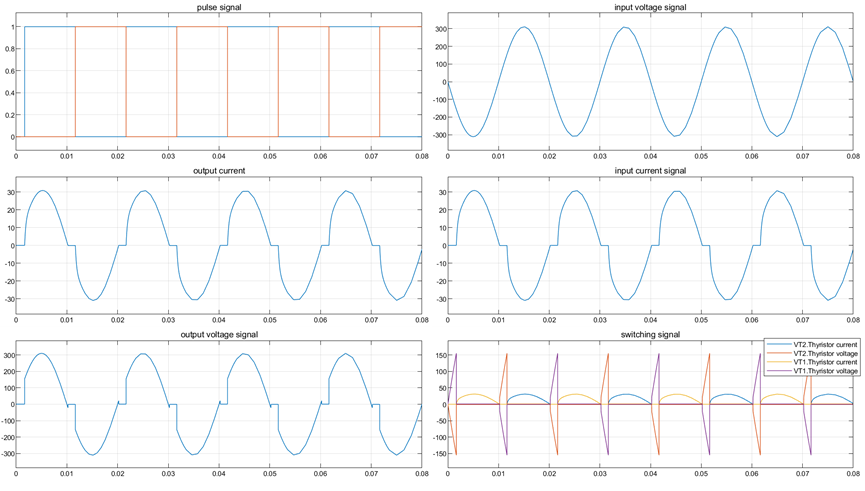 pulse signal
1
0.8
0.6
0.4
0.2
0
0 0.01 0.02 0.03 0.04 0.05 0.06 0.07 0.08
input voltage signal
300
200
100
0
-100
-200
-300
0 0.01 0.02 0.03 0.04 0.05 0.06 0.07 0.08
output current
30
20
10
0
-10
-20
-30
0 0.01 0.02 0.03 0.04 0.05 0.06 0.07 0.08
input current signal
30
20
10
0
-10
-20
-30
0 0.01 0.02 0.03 0.04 0.05 0.06 0.07 0.08
output voltage signal
300
200
100
0
-100
-200
-300
0 0.01 0.02 0.03 0.04 0.05 0.06 0.07 0.08
switching signal
VT2.Thyristor current
VT2.Thyristor voltage
VT1.Thyristor current
VT1.Thyristor voltage
150
100
50
0
-50
-100
-150
0 0.01 0.02 0.03 0.04 0.05 0.06 0.07 0.08